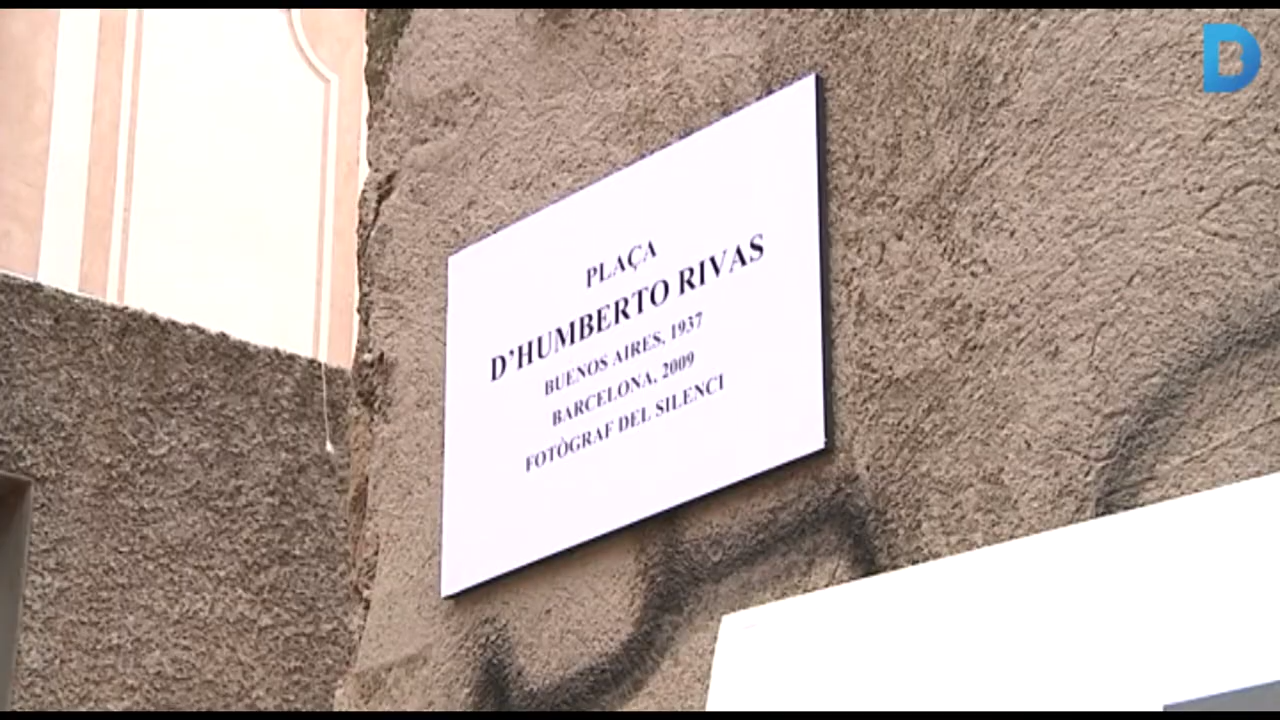 PLAÇA
D'HUMBERTO RIVAS
BUENOS AIRES, 1937
BARCELONA, 2009
FOTÒGRAF DEL SILENCI